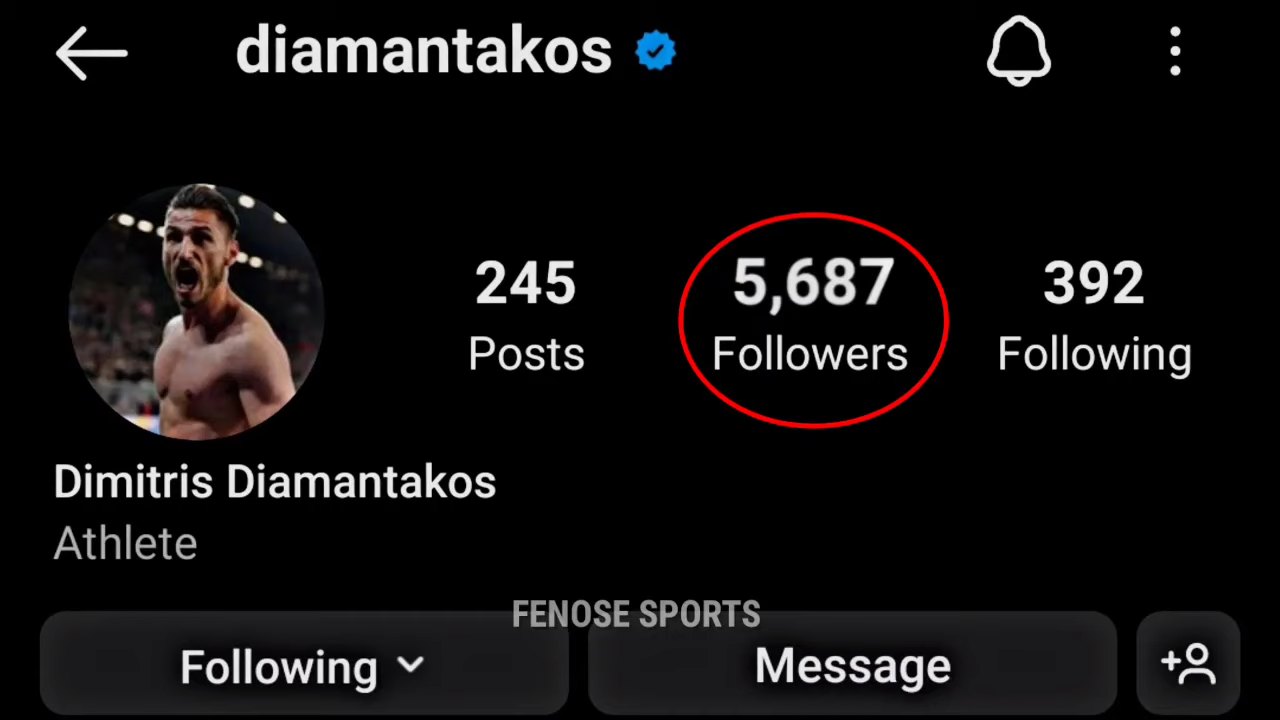 diamantakos
245 5,687 392
Posts Followers Following
Dimitris Diamantakos
Athlete
FENOSE SPORTS
Following Message